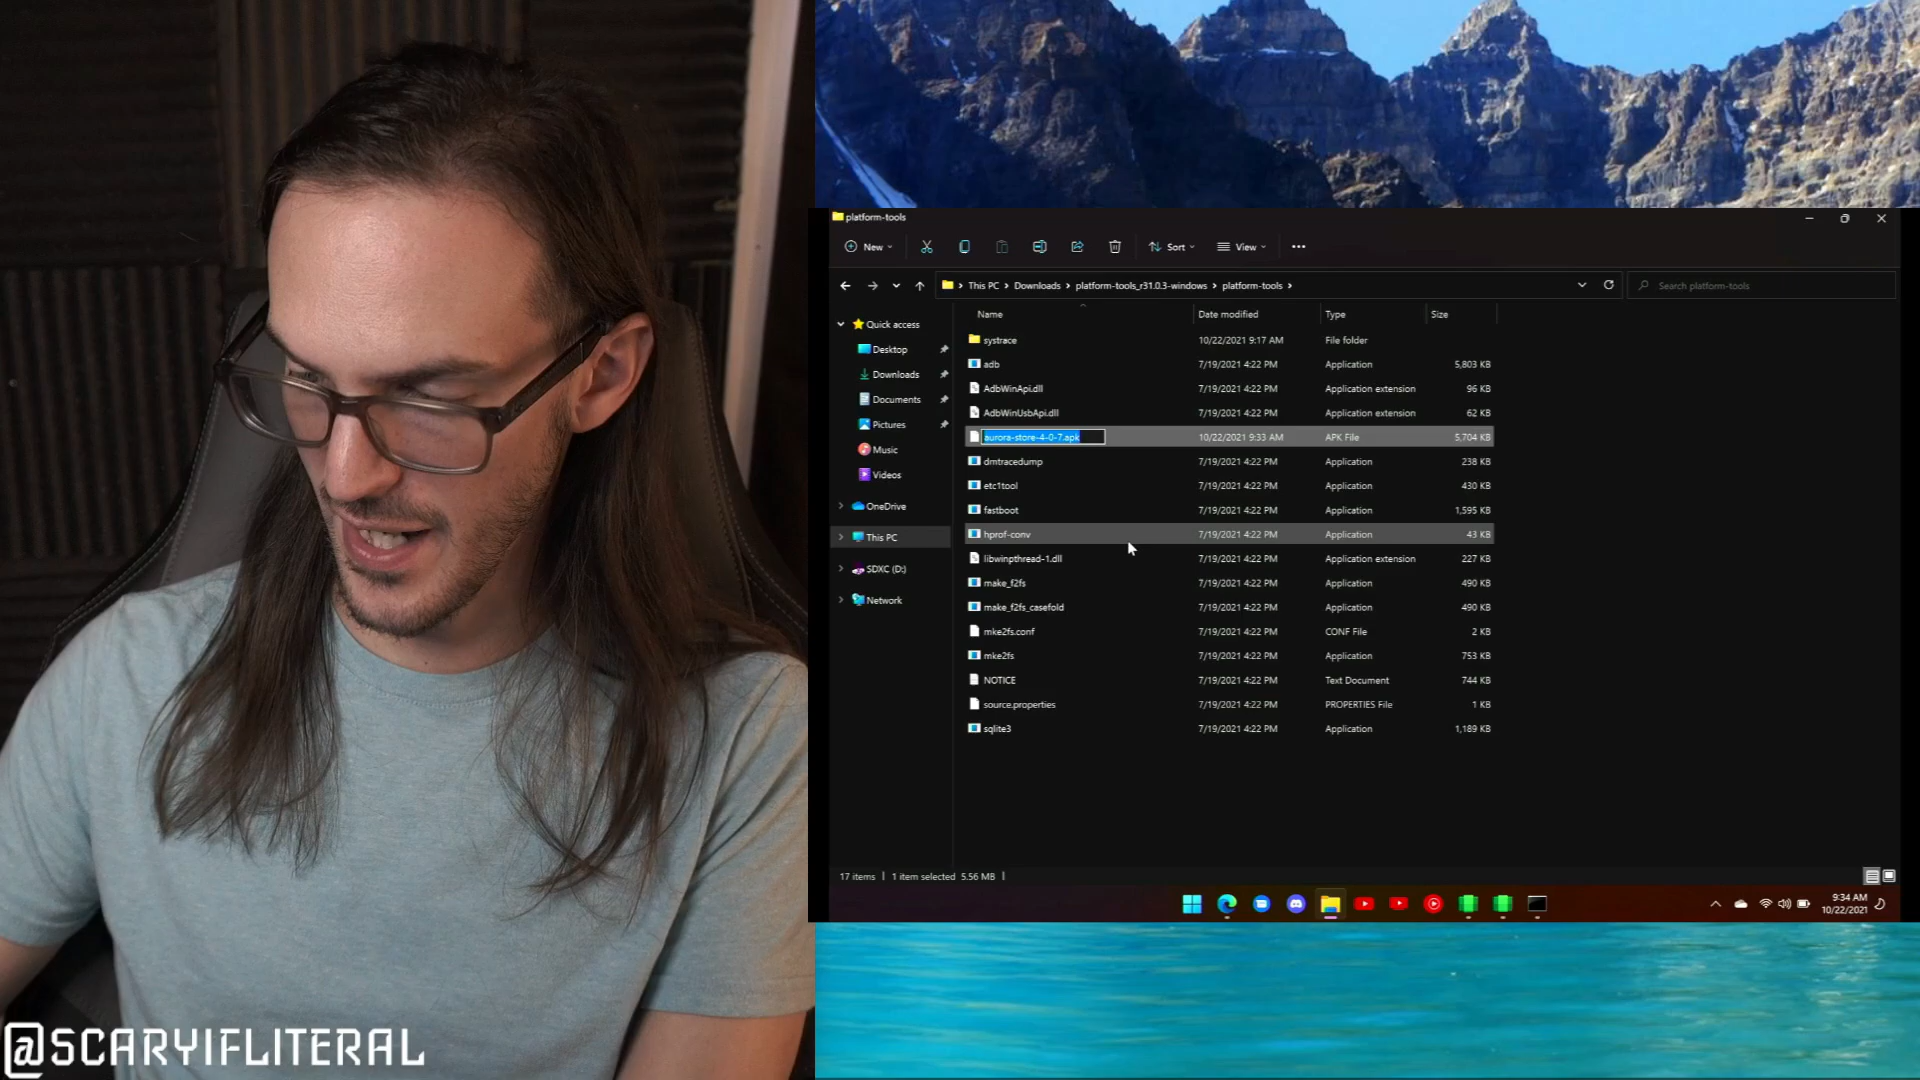 platform-tools
New
Sort
View
This PC > Downloads > platform-tools_r31.0.3-windows > platform-tools >
Search platform-tools
Quick access
Desktop
Downloads
Documents
Pictures
Music
Videos
OneDrive
This PC
SDXC (D:)
Network
Name Date modified Type Size
systrace 10/22/2021 9:17 AM File folder
adb 7/19/2021 4:22 PM Application 5,803 KB
AdbWinApi.dll 7/19/2021 4:22 PM Application extension 96 KB
AdbWinUsbApi.dll 7/19/2021 4:22 PM Application extension 62 KB
aurora-store-4-0-7.apk 10/22/2021 9:33 AM APK File 5,704 KB
dmtracedump 7/19/2021 4:22 PM Application 238 KB
etc1tool 7/19/2021 4:22 PM Application 430 KB
fastboot 7/19/2021 4:22 PM Application 1,595 KB
hprof-conv 7/19/2021 4:22 PM Application 43 KB
libwinpthread-1.dll 7/19/2021 4:22 PM Application extension 227 KB
make_f2fs 7/19/2021 4:22 PM Application 490 KB
make_f2fs_casefold 7/19/2021 4:22 PM Application 490 KB
mke2fs.conf 7/19/2021 4:22 PM CONF File 2 KB
mke2fs 7/19/2021 4:22 PM Application 753 KB
NOTICE 7/19/2021 4:22 PM Text Document 744 KB
source.properties 7/19/2021 4:22 PM PROPERTIES File 1 KB
sqlite3 7/19/2021 4:22 PM Application 1,189 KB
17 items 1 item selected 5.56 MB
9:34 AM
10/22/2021
@SCARYIFLITERAL